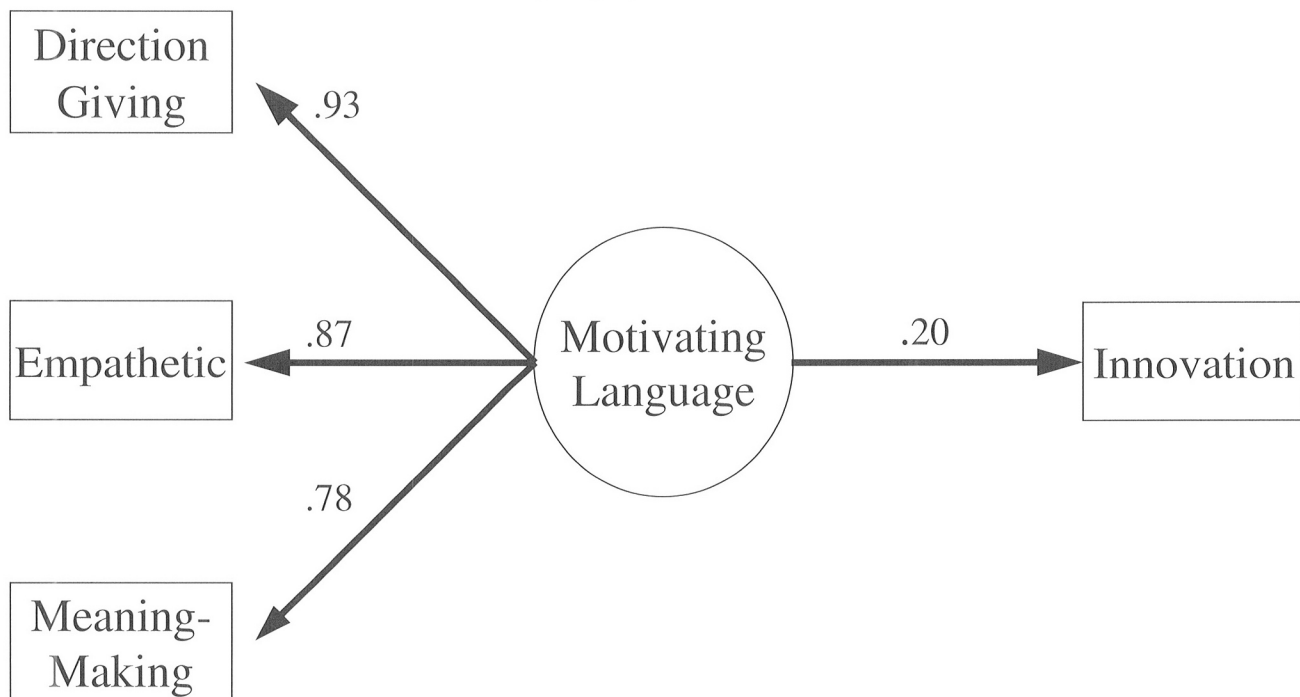 Direction
Giving
.93
Empathetic
.87
Motivating
Language
.20
Innovation
.78
Meaning-
Making